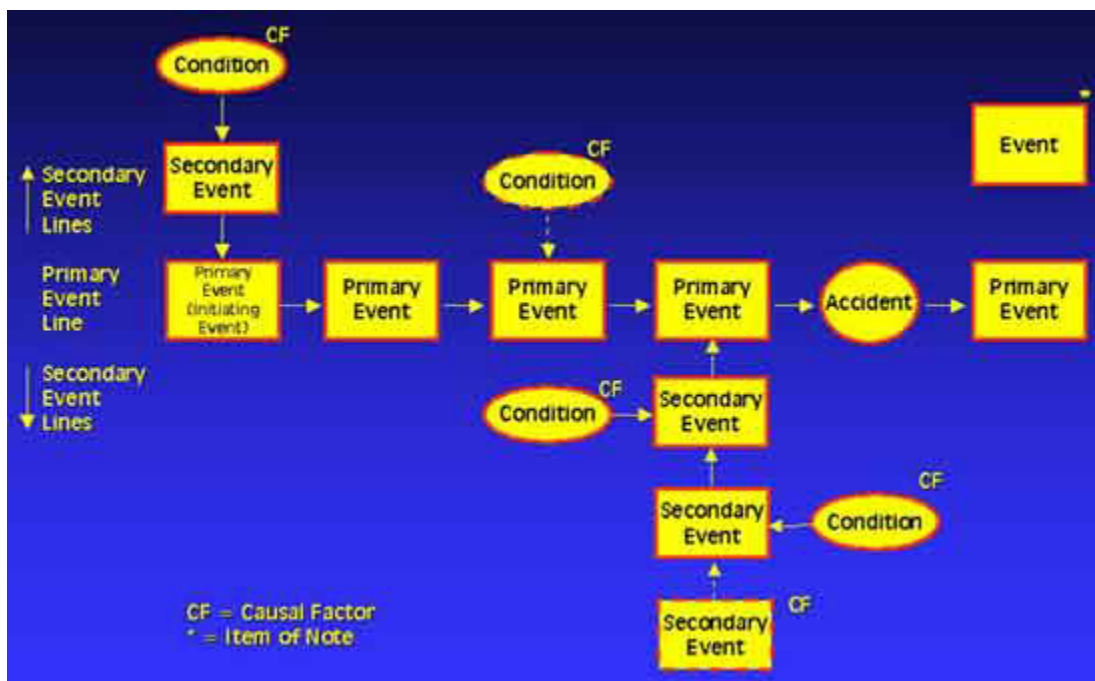 CF
Condition
*
Event
Secondary
Event
CF
Condition
Secondary
Event
Lines
Primary
Event
Line
Primary
Event
(Initiating
Event)
Primary
Event
Primary
Event
Primary
Event
Accident
Primary
Event
Secondary
Event
Lines
CF
Condition
Secondary
Event
CF
Condition
Secondary
Event
CF
Secondary
Event
CF = Causal Factor
* = Item of Note